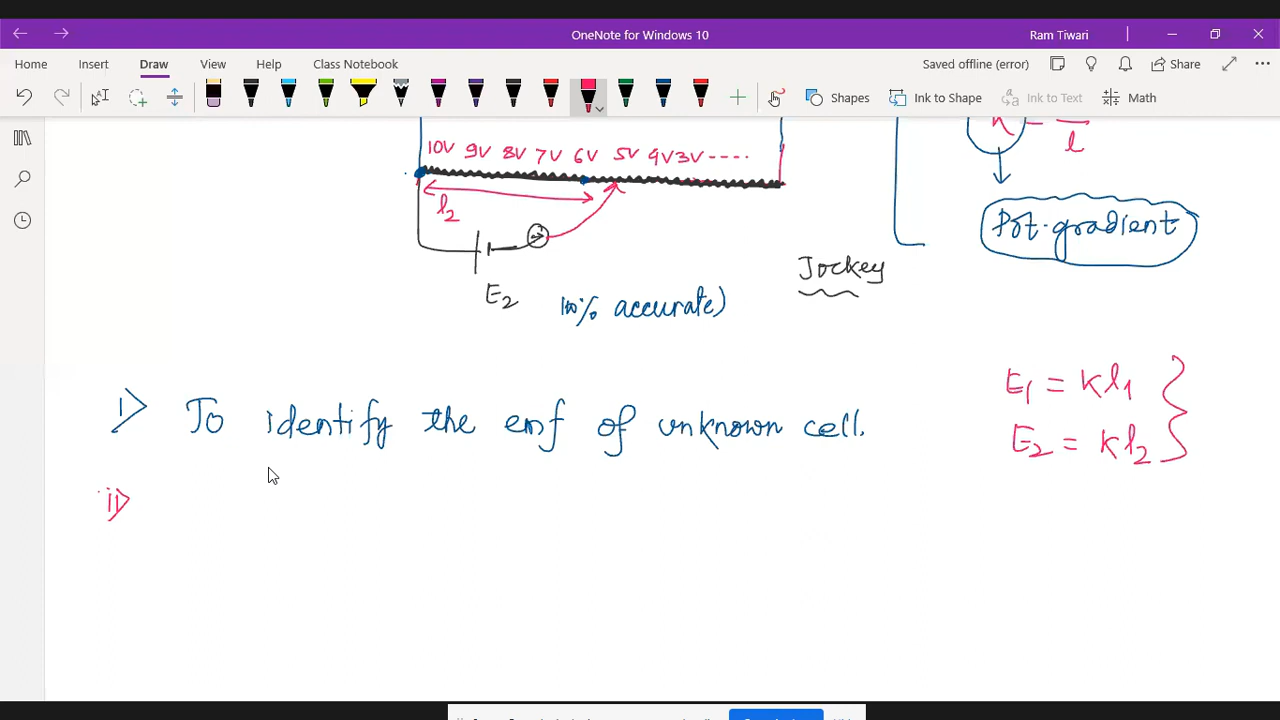 OneNote for Windows 10
Ram Tiwari
Home Insert Draw View Help Class Notebook
Saved offline (error)
Share
Shapes
Ink to Shape
Ink to Text
Math
10V 9V 8V 7V 6V 5V 4V 3V ----
l2
E2
100% accurate)
Jockey
K = — l
Pot. gradient
i> To identify the emf of unknown cell.
E1 = Kl1
E2 = Kl2
ii>